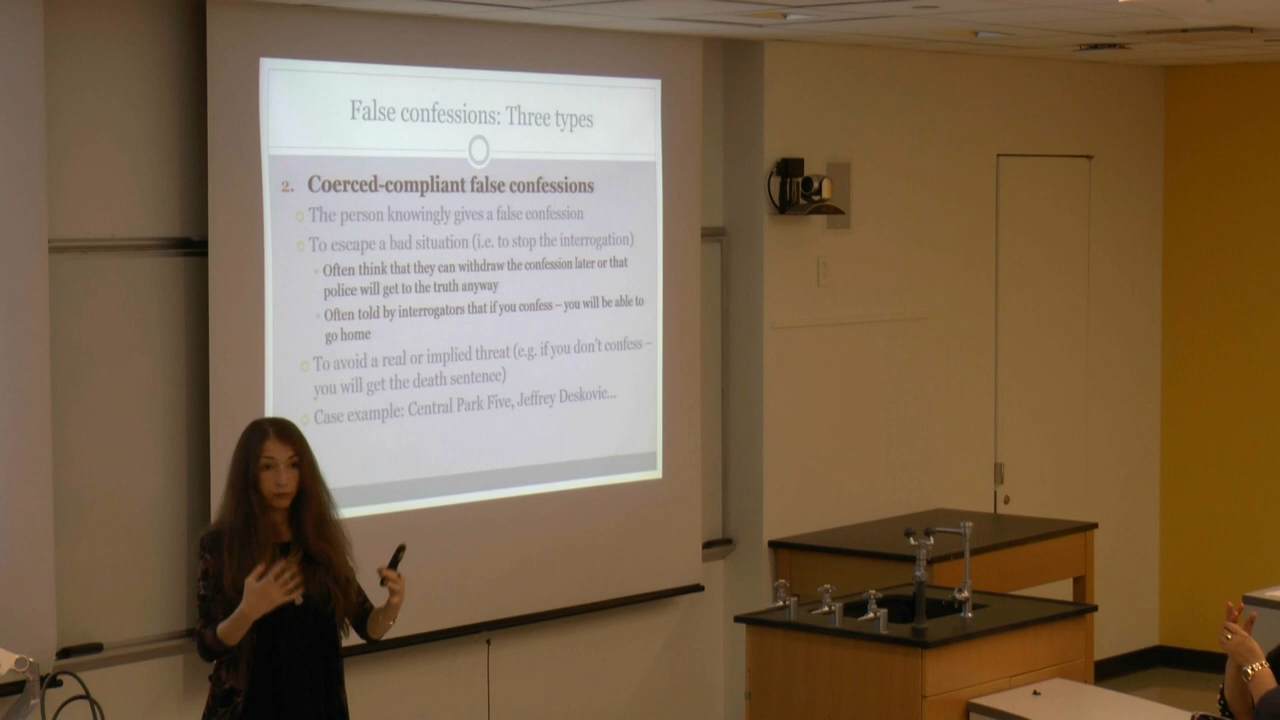 False confessions: Three types
2. Coerced-compliant false confessions
The person knowingly gives a false confession
To escape a bad situation (i.e. to stop the interrogation)
Often think that they can withdraw the confession later or that
police will get to the truth anyway
Often told by interrogators that if you confess – you will be able to
go home
To avoid a real or implied threat (e.g. if you don't confess –
you will get the death sentence)
Case example: Central Park Five, Jeffrey Deskovic...